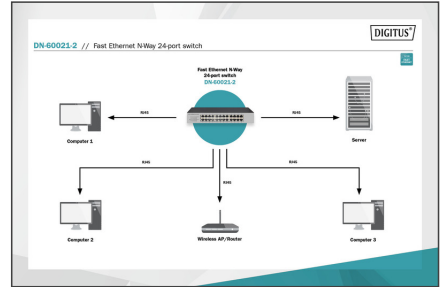 DIGITUS®
DN-60021-2 // Fast Ethernet N-Way 24-port switch
Fast Ethernet N-Way
24-port switch
DN-60021-2
RJ45
RJ45
Computer 1
Server
RJ45
RJ45
RJ45
Computer 2
Wireless AP/Router
Computer 3